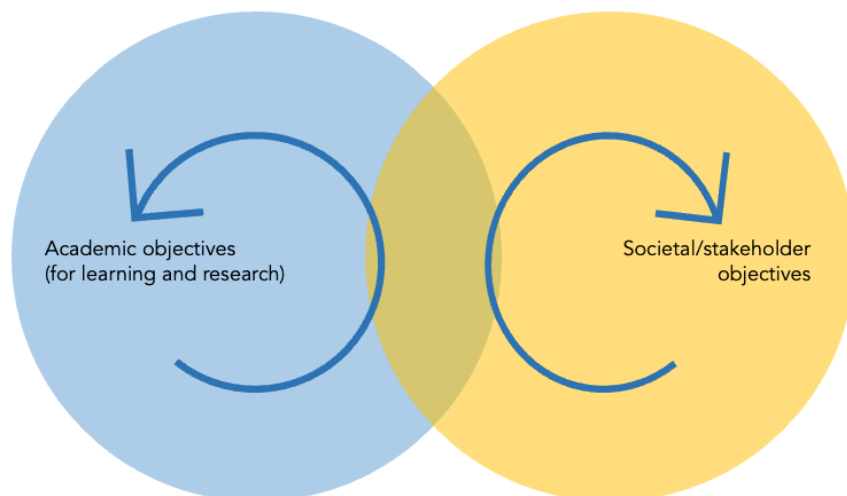 Academic objectives
(for learning and research)
Societal/stakeholder
objectives